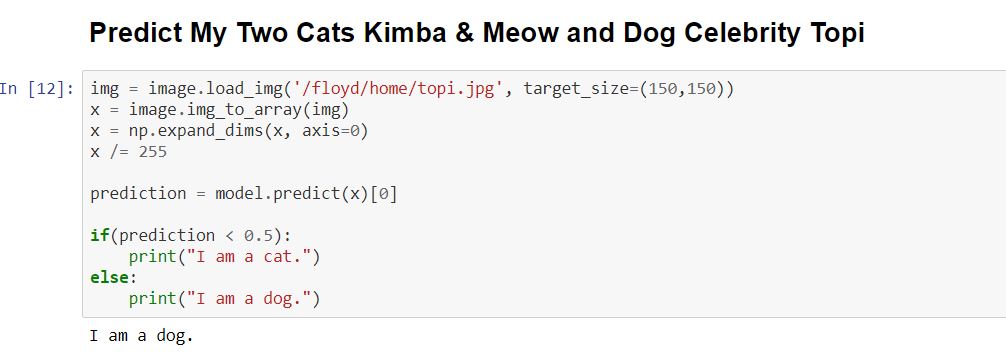 Predict My Two Cats Kimba & Meow and Dog Celebrity Topi
In [12]: img = image.load_img('/floyd/home/topi.jpg', target_size=(150,150))
x = image.img_to_array(img)
x = np.expand_dims(x, axis=0)
x /= 255
prediction = model.predict(x)[0]
if(prediction < 0.5):
    print("I am a cat.")
else:
    print("I am a dog.")
I am a dog.